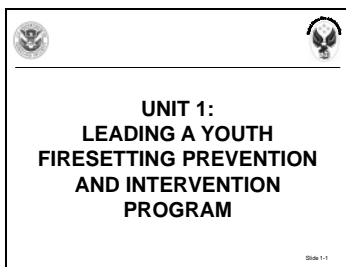 UNIT 1:
LEADING A YOUTH
FIRESETTING PREVENTION
AND INTERVENTION
PROGRAM
Slide 1-1